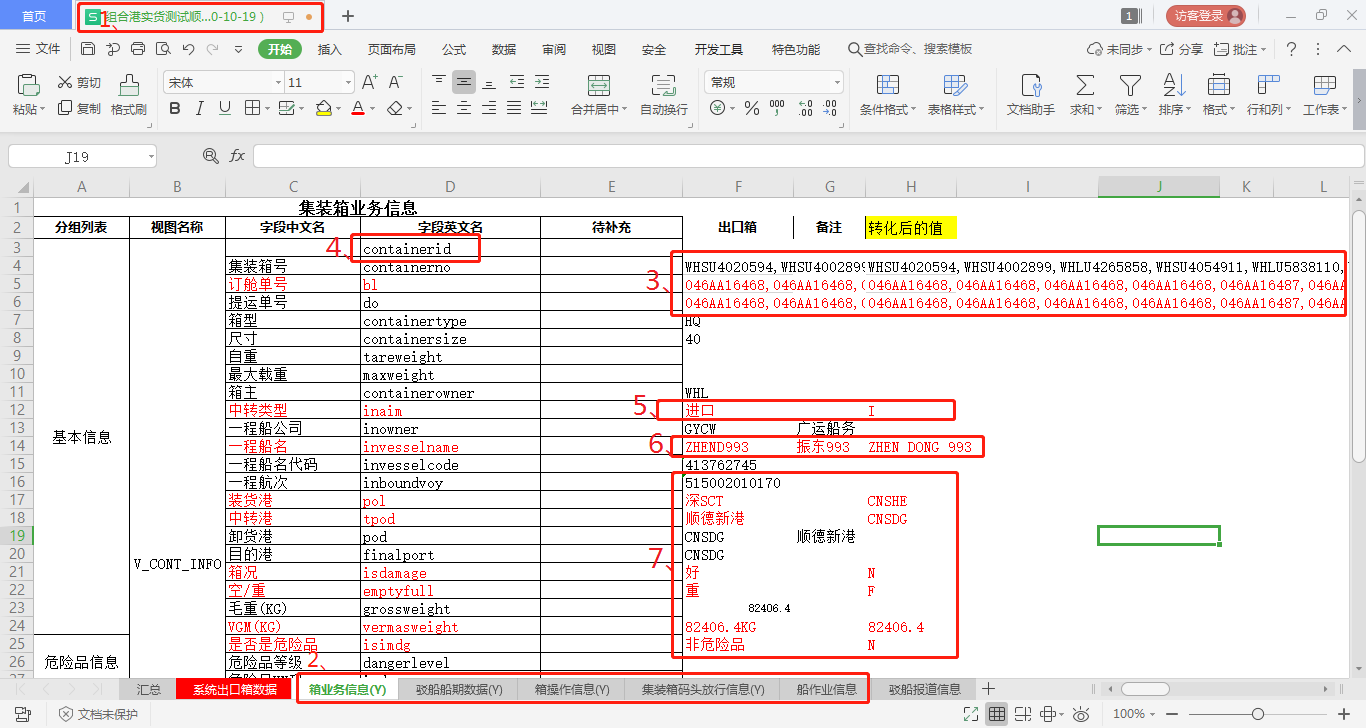 首页
1、
S 组合港实货测试顺...0-10-19 )
1
访客登录
文件
开始
插入
页面布局
公式
数据
审阅
视图
安全
开发工具
特色功能
查找命令、搜索模板
未同步
分享
批注
粘贴
剪切
复制
格式刷
宋体
11
A+
A-
B I U
合并居中
自动换行
常规
条件格式
表格样式
文档助手
求和
筛选
排序
格式
行和列
工作表
J19
fx
A B C D E F G H I J K L
1 集装箱业务信息
2 分组列表 视图名称 字段中文名 字段英文名 待补充 出口箱 备注 转化后的值
3 4、 containerid
4 集装箱号 containerno WHSU4020594,WHSU4002899 WHSU4020594,WHSU4002899,WHLU4265858,WHSU4054911,WHLU5838110,
5 订舱单号 bl 3、 046AA16468,046AA16468,( 046AA16468,046AA16468,046AA16468,046AA16487,046AA
6 提运单号 do 046AA16468,046AA16468,( 046AA16468,046AA16468,046AA16468,046AA16487,046AA
7 箱型 containertype HQ
8 尺寸 containersize 40
9 自重 tareweight
10 最大载重 maxweight
11 箱主 containerowner WHL
12 中转类型 inaim 5、 进口 I
13 一程船公司 inowner GYCW 广运船务
基本信息
14 一程船名 invesselname 6、 ZHEND993 振东993 ZHEN DONG 993
15 一程船名代码 invesselcode 413762745
16 一程航次 inboundvoy 515002010170
17 装货港 pol 深SCT CNSHE
18 中转港 tpod 顺德新港 CNSDG
19 卸货港 pod CNSDG 顺德新港
20 目的港 finalport CNSDG
V_CONT_INFO
7、
21 箱况 isdamage 好 N
22 空/重 emptyfull 重 F
23 毛重(KG) grossweight 82406.4
24 VGM(KG) vermasweight 82406.4KG 82406.4
25 是否是危险品 isimdg 非危险品 N
26 危险品信息 危险品等级 dangerlevel
27
2、
汇总
系统出口箱数据
箱业务信息(Y)
驳船船期数据(Y)
箱操作信息(Y)
集装箱码头放行信息(Y)
船作业信息
驳船报道信息
文档未保护
100%